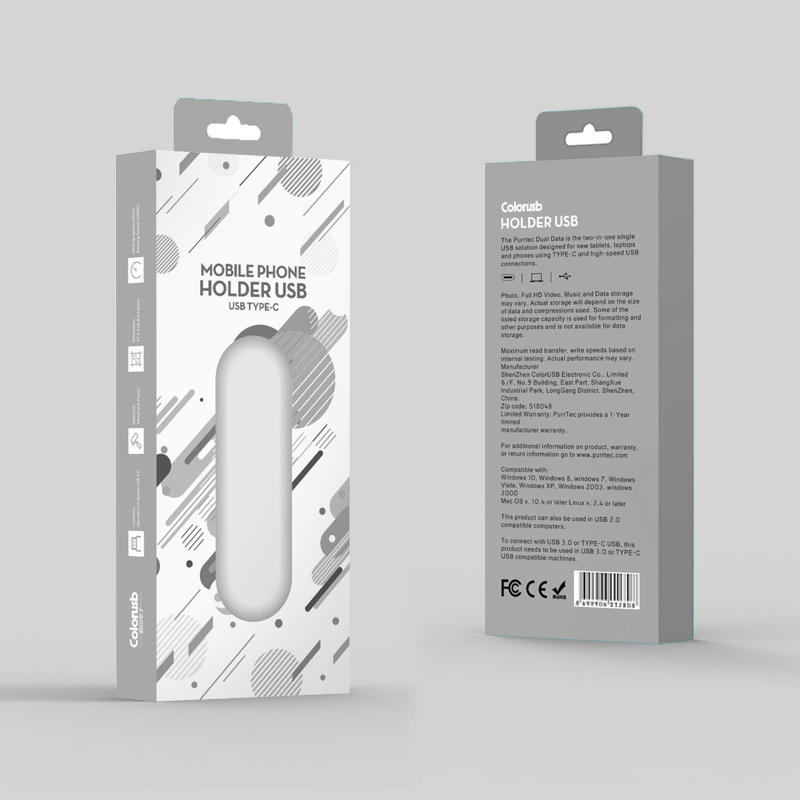 MOBILE PHONE
HOLDER USB
USB TYPE-C
Colorusb
Colorusb
HOLDER USB
The Purrtec Dual Data is the two-in-one single
USB solution designed for new tablets, laptops
and phones using TYPE-C and high-speed USB
connections.
Photo, Full HD Video, Music and Data storage
may vary. Actual storage will depend on the size
of data and compressions used. Some of the
listed storage capacity is used for formatting and
other purposes and is not available for data
storage.
Maximum read transfer, write speeds based on
internal testing. Actual performance may vary.
Manufacturer
ShenZhen ColorUSB Electronic Co., Limited
6/F, No.9 Building, East Part, ShangXue
Industrial Park, LongGang District, ShenZhen,
China.
Zip code: 518048
Limited Warranty: PurrTec provides a 1-Year
limited
manufacturer warranty.
For additional information on product, warranty,
or return information go to www.purrtec.com
Compatible with:
Windows 10, Windows 8, windows 7, Windows
Vista, Windows XP, Windows 2003, windows
2000
Mac OS v. 10.4 or later Linux v. 2.4 or later
This product can also be used in USB 2.0
compatible computers.
To connect with USB 3.0 or TYPE-C USB, this
product needs to be used in USB 3.0 or TYPE-C
USB compatible machines.
FC CE RoHS